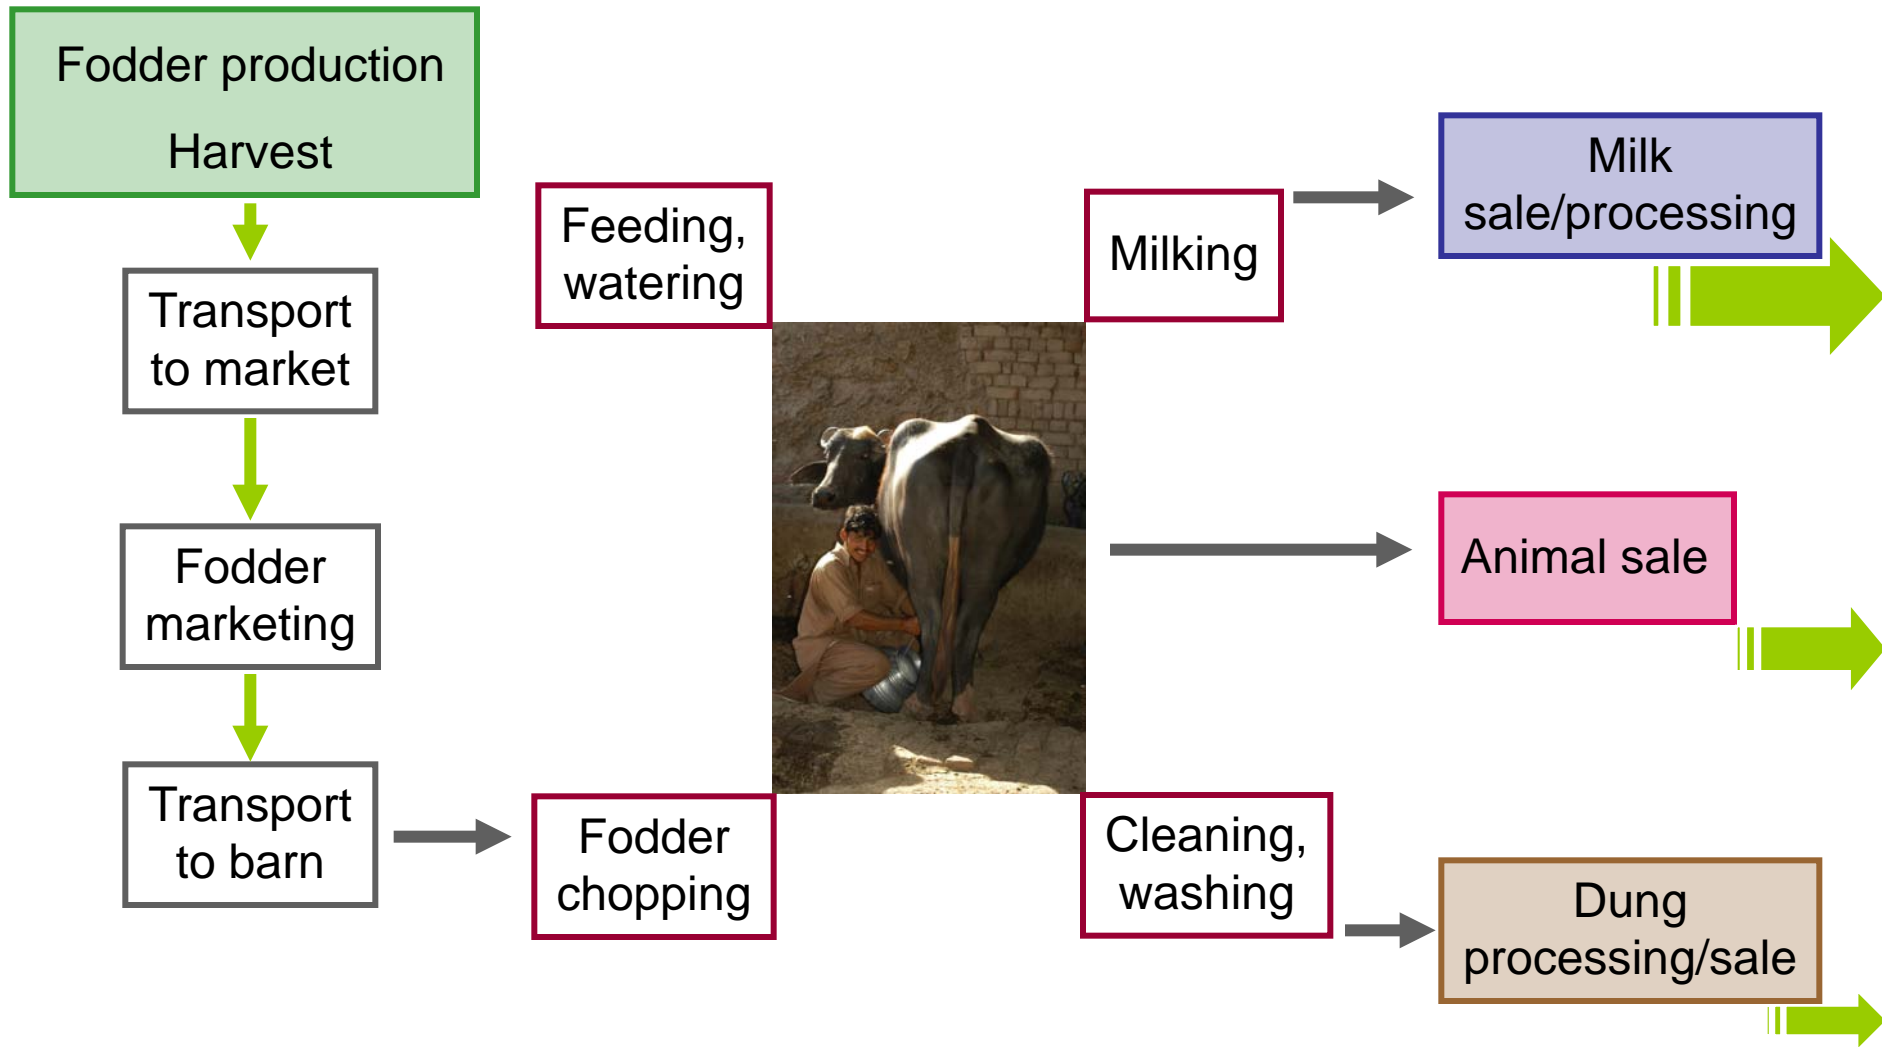 Fodder production
Harvest
Transport
to market
Fodder
marketing
Transport
to barn
Feeding,
watering
Fodder
chopping
Milking
Cleaning,
washing
Milk
sale/processing
Animal sale
Dung
processing/sale